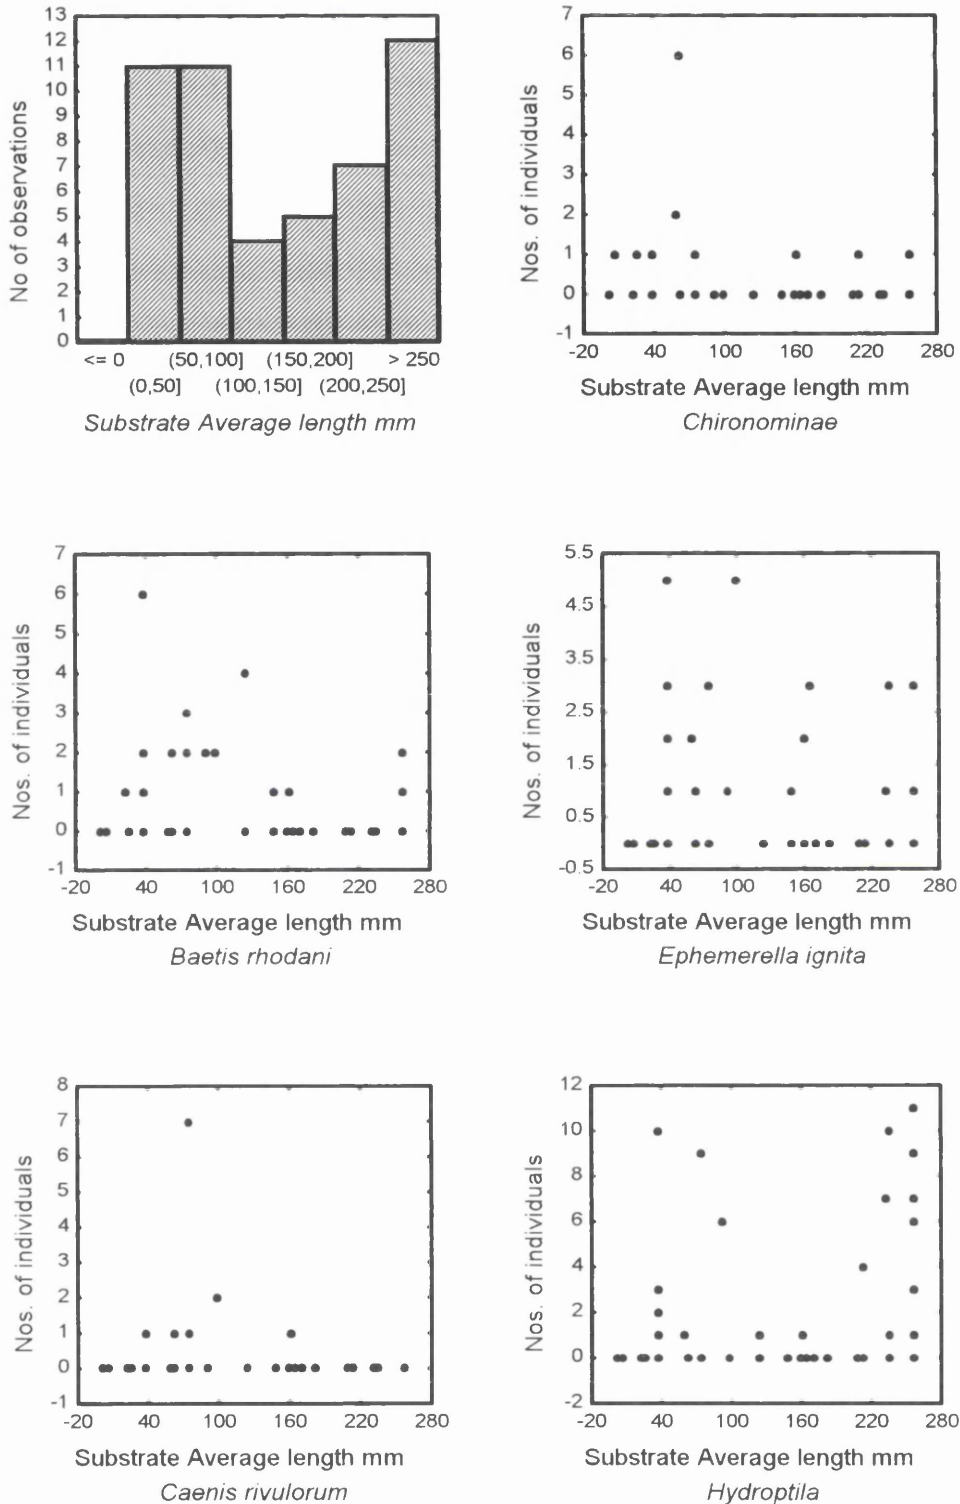 13
12
11
10
9
8
7
6
5
4
3
2
1
0
No of observations
<= 0 (50,100] (150,200] > 250
(0,50] (100,150] (200,250]
Substrate Average length mm
7
6
5
4
3
2
1
0
-1
Nos. of individuals
-20 40 100 160 220 280
Substrate Average length mm
Chironominae
7
6
5
4
3
2
1
0
-1
Nos. of individuals
-20 40 100 160 220 280
Substrate Average length mm
Baetis rhodani
5.5
4.5
3.5
2.5
1.5
0.5
-0.5
Nos. of individuals
-20 40 100 160 220 280
Substrate Average length mm
Ephemerella ignita
8
7
6
5
4
3
2
1
0
-1
Nos. of individuals
-20 40 100 160 220 280
Substrate Average length mm
Caenis rivulorum
12
10
8
6
4
2
0
-2
Nos. of individuals
-20 40 100 160 220 280
Substrate Average length mm
Hydroptila